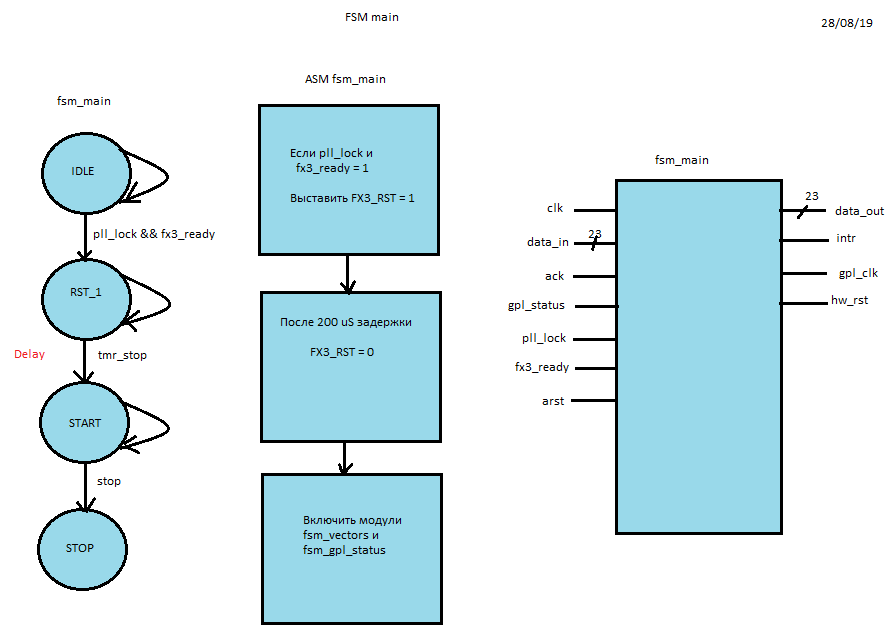 FSM main
28/08/19
fsm_main
IDLE
pll_lock && fx3_ready
RST_1
Delay
tmr_stop
START
stop
STOP
ASM fsm_main
Если pll_lock и
fx3_ready = 1
Выставить FX3_RST = 1
После 200 uS задержки
FX3_RST = 0
Включить модули
fsm_vectors и
fsm_gpl_status
fsm_main
clk
data_in
23
ack
gpl_status
pll_lock
fx3_ready
arst
23
data_out
intr
gpl_clk
hw_rst